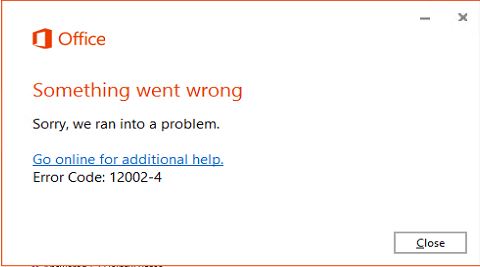 Office
Something went wrong
Sorry, we ran into a problem.
Go online for additional help.
Error Code: 12002-4
Close